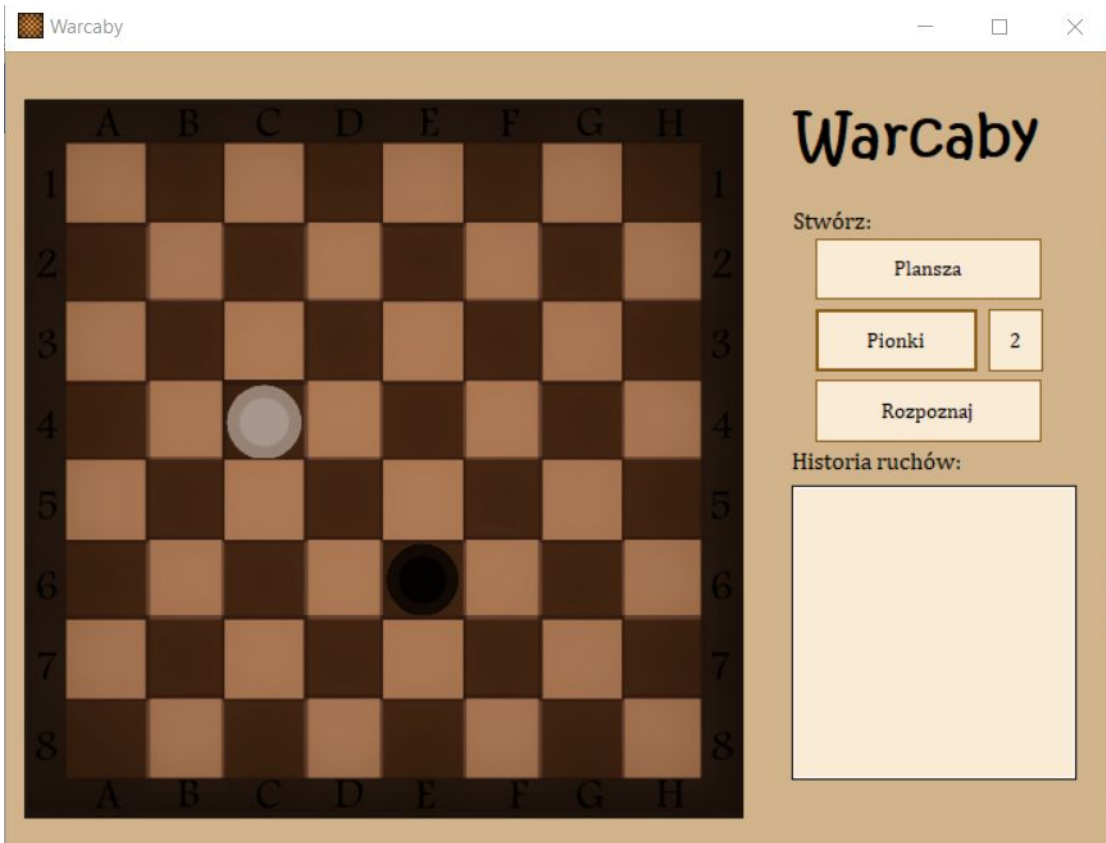 Warcaby
A B C D E F G H
Warcaby
1 1
Stwórz:
2 2
Plansza
3 3
Pionki 2
4 4
Rozpoznaj
Historia ruchów:
5 5
6 6
7 7
8 8
A B C D E F G H